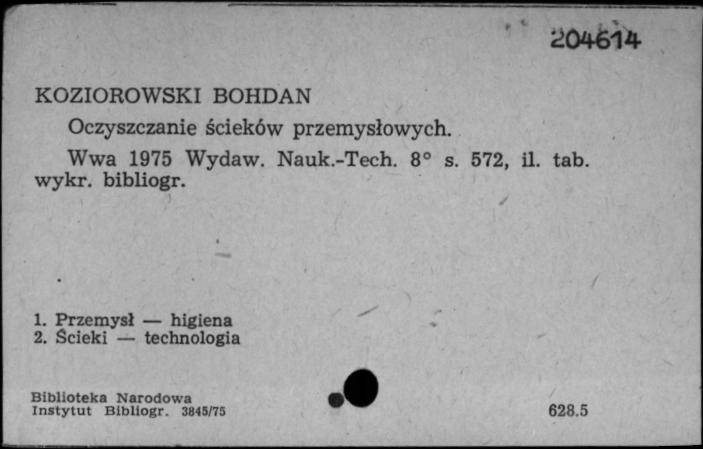 204614
KOZIOROWSKI BOHDAN
Oczyszczanie ścieków przemysłowych.
Wwa 1975 Wydaw. Nauk.-Tech. 8° s. 572, il. tab.
wykr. bibliogr.
1. Przemysł — higiena
2. Ścieki — technologia
Biblioteka Narodowa
Instytut Bibliogr. 3845/75
628.5